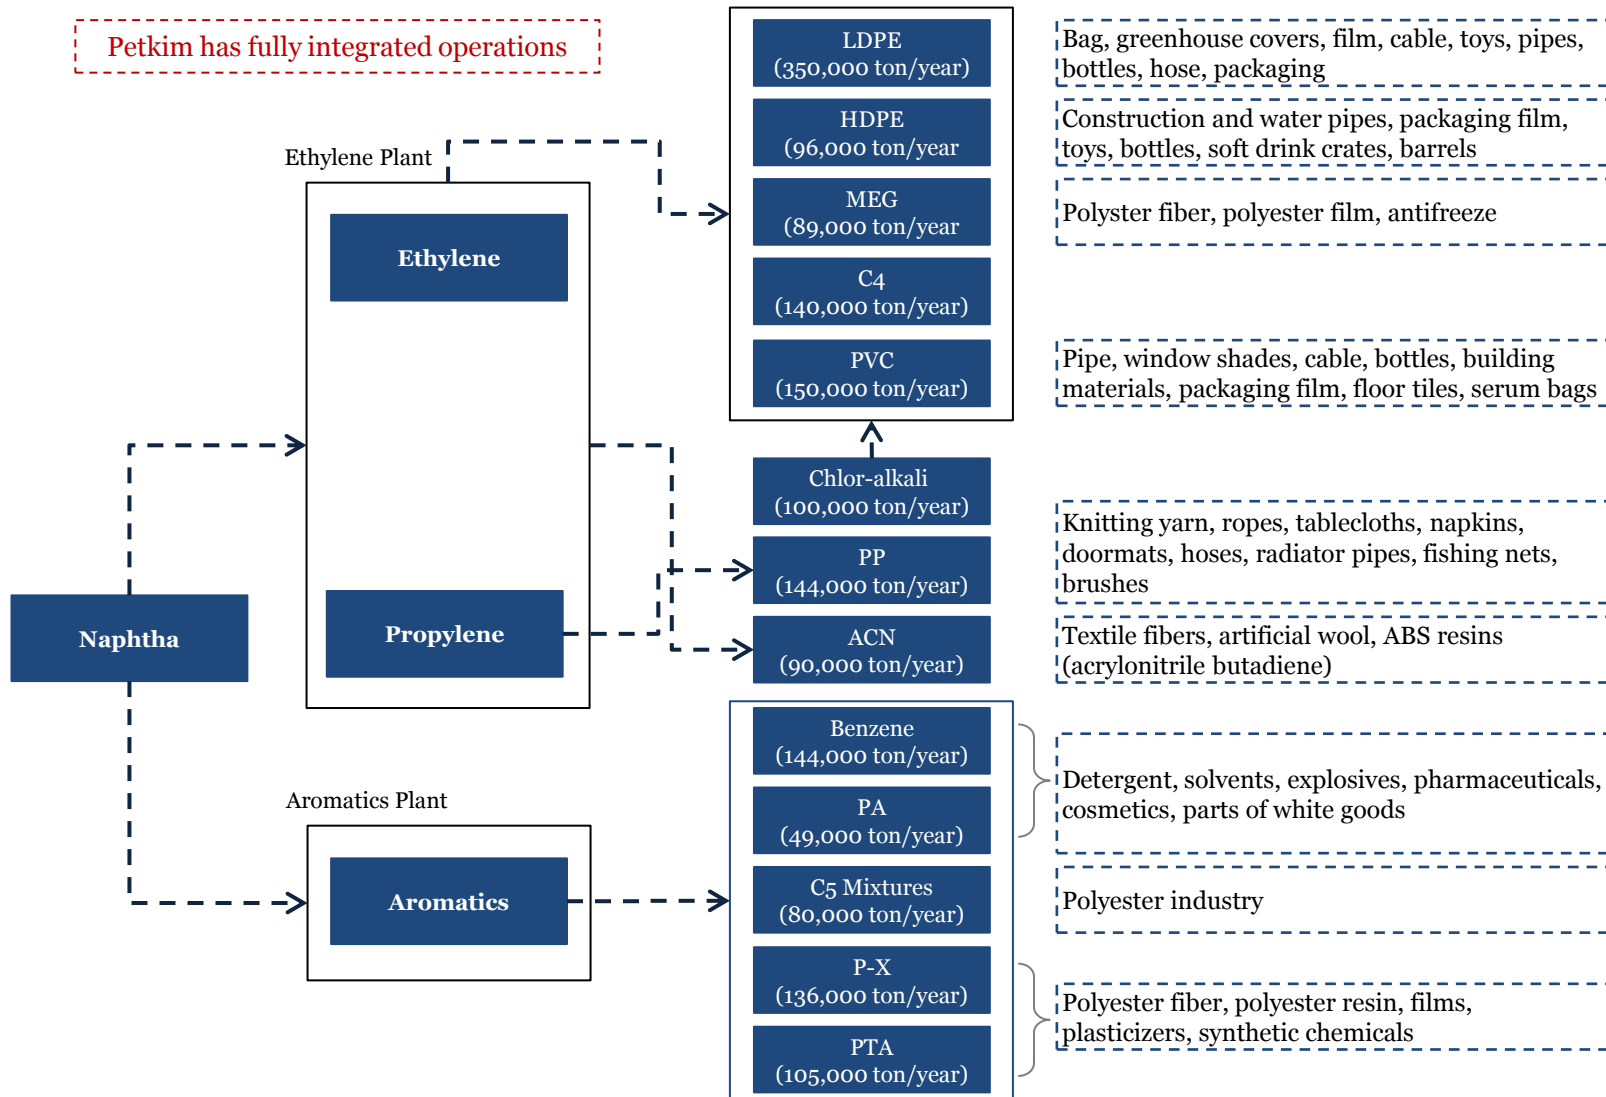 Petkim has fully integrated operations
Naphtha
Ethylene Plant
Ethylene
Propylene
Aromatics Plant
Aromatics
LDPE
(350,000 ton/year)
Bag, greenhouse covers, film, cable, toys, pipes,
bottles, hose, packaging
HDPE
(96,000 ton/year
Construction and water pipes, packaging film,
toys, bottles, soft drink crates, barrels
MEG
(89,000 ton/year
Polyster fiber, polyester film, antifreeze
C4
(140,000 ton/year)
PVC
(150,000 ton/year)
Pipe, window shades, cable, bottles, building
materials, packaging film, floor tiles, serum bags
Chlor-alkali
(100,000 ton/year)
PP
(144,000 ton/year)
Knitting yarn, ropes, tablecloths, napkins,
doormats, hoses, radiator pipes, fishing nets,
brushes
ACN
(90,000 ton/year)
Textile fibers, artificial wool, ABS resins
(acrylonitrile butadiene)
Benzene
(144,000 ton/year)
PA
(49,000 ton/year)
Detergent, solvents, explosives, pharmaceuticals,
cosmetics, parts of white goods
C5 Mixtures
(80,000 ton/year)
Polyester industry
P-X
(136,000 ton/year)
PTA
(105,000 ton/year)
Polyester fiber, polyester resin, films,
plasticizers, synthetic chemicals